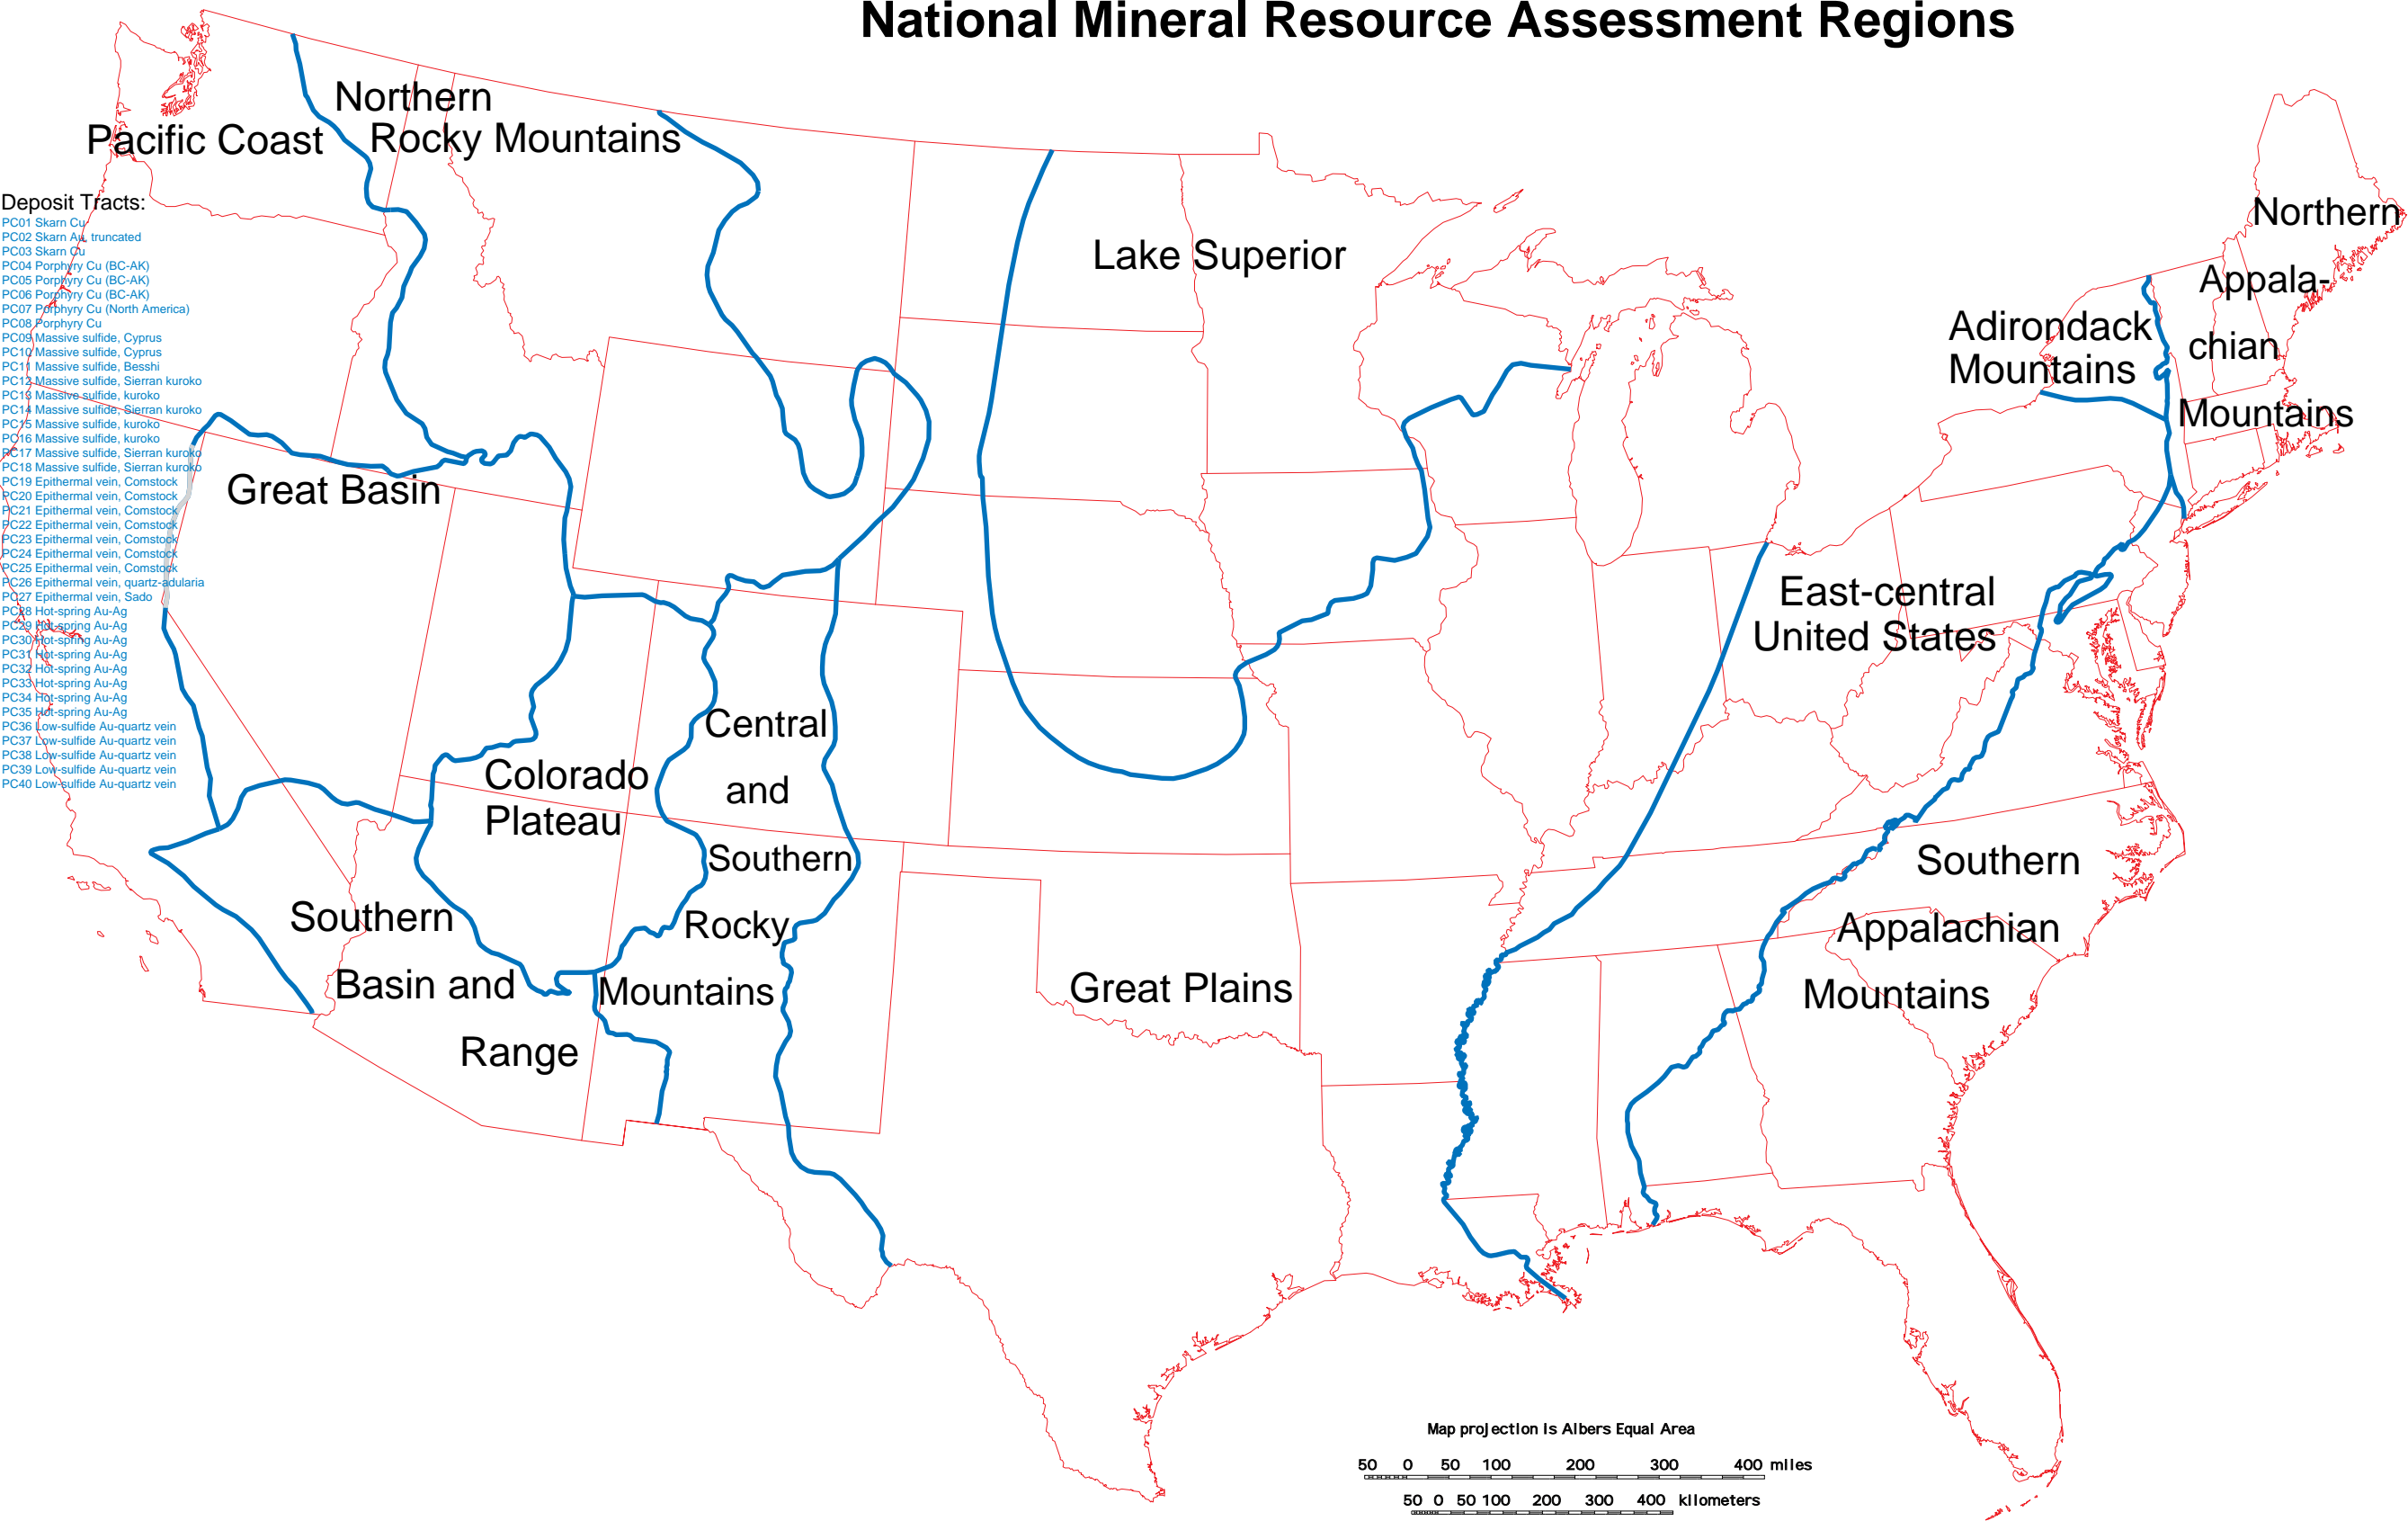 National Mineral Resource Assessment Regions
Northern
Rocky Mountains
Pacific Coast
Deposit Tracts:
PC01 Skarn Cu
PC02 Skarn Au, truncated
PC03 Skarn Cu
PC04 Porphyry Cu (BC-AK)
PC05 Porphyry Cu (BC-AK)
PC06 Porphyry Cu (BC-AK)
PC07 Porphyry Cu (North America)
PC08 Porphyry Cu
PC09 Massive sulfide, Cyprus
PC10 Massive sulfide, Cyprus
PC11 Massive sulfide, Besshi
PC12 Massive sulfide, Sierran kuroko
PC13 Massive sulfide, kuroko
PC14 Massive sulfide, Sierran kuroko
PC15 Massive sulfide, kuroko
PC16 Massive sulfide, kuroko
PC17 Massive sulfide, Sierran kuroko
PC18 Massive sulfide, Sierran kuroko
PC19 Epithermal vein, Comstock
PC20 Epithermal vein, Comstock
PC21 Epithermal vein, Comstock
PC22 Epithermal vein, Comstock
PC23 Epithermal vein, Comstock
PC24 Epithermal vein, Comstock
PC25 Epithermal vein, Comstock
PC26 Epithermal vein, quartz-adularia
PC27 Epithermal vein, Sado
PC28 Hot-spring Au-Ag
PC29 Hot-spring Au-Ag
PC30 Hot-spring Au-Ag
PC31 Hot-spring Au-Ag
PC32 Hot-spring Au-Ag
PC33 Hot-spring Au-Ag
PC34 Hot-spring Au-Ag
PC35 Hot-spring Au-Ag
PC36 Low-sulfide Au-quartz vein
PC37 Low-sulfide Au-quartz vein
PC38 Low-sulfide Au-quartz vein
PC39 Low-sulfide Au-quartz vein
PC40 Low-sulfide Au-quartz vein
Great Basin
Colorado
Plateau
Southern
Basin and
Range
Central
and
Southern
Rocky
Mountains
Lake Superior
Great Plains
East-central
United States
Adirondack
Mountains
Northern
Appala-
chian
Mountains
Southern
Appalachian
Mountains
Map projection is Albers Equal Area
50 0 50 100 200 300 400 miles
50 0 50 100 200 300 400 kilometers